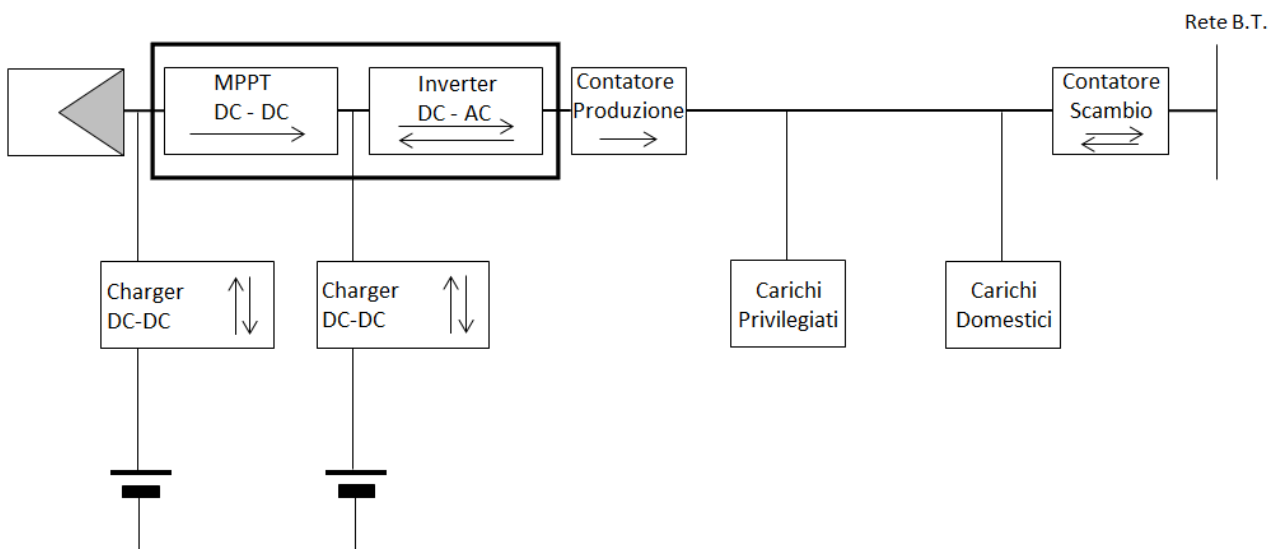 Rete B.T.
MPPT
DC - DC
Inverter
DC - AC
Contatore
Produzione
Contatore
Scambio
Charger
DC-DC
Charger
DC-DC
Carichi
Privilegiati
Carichi
Domestici